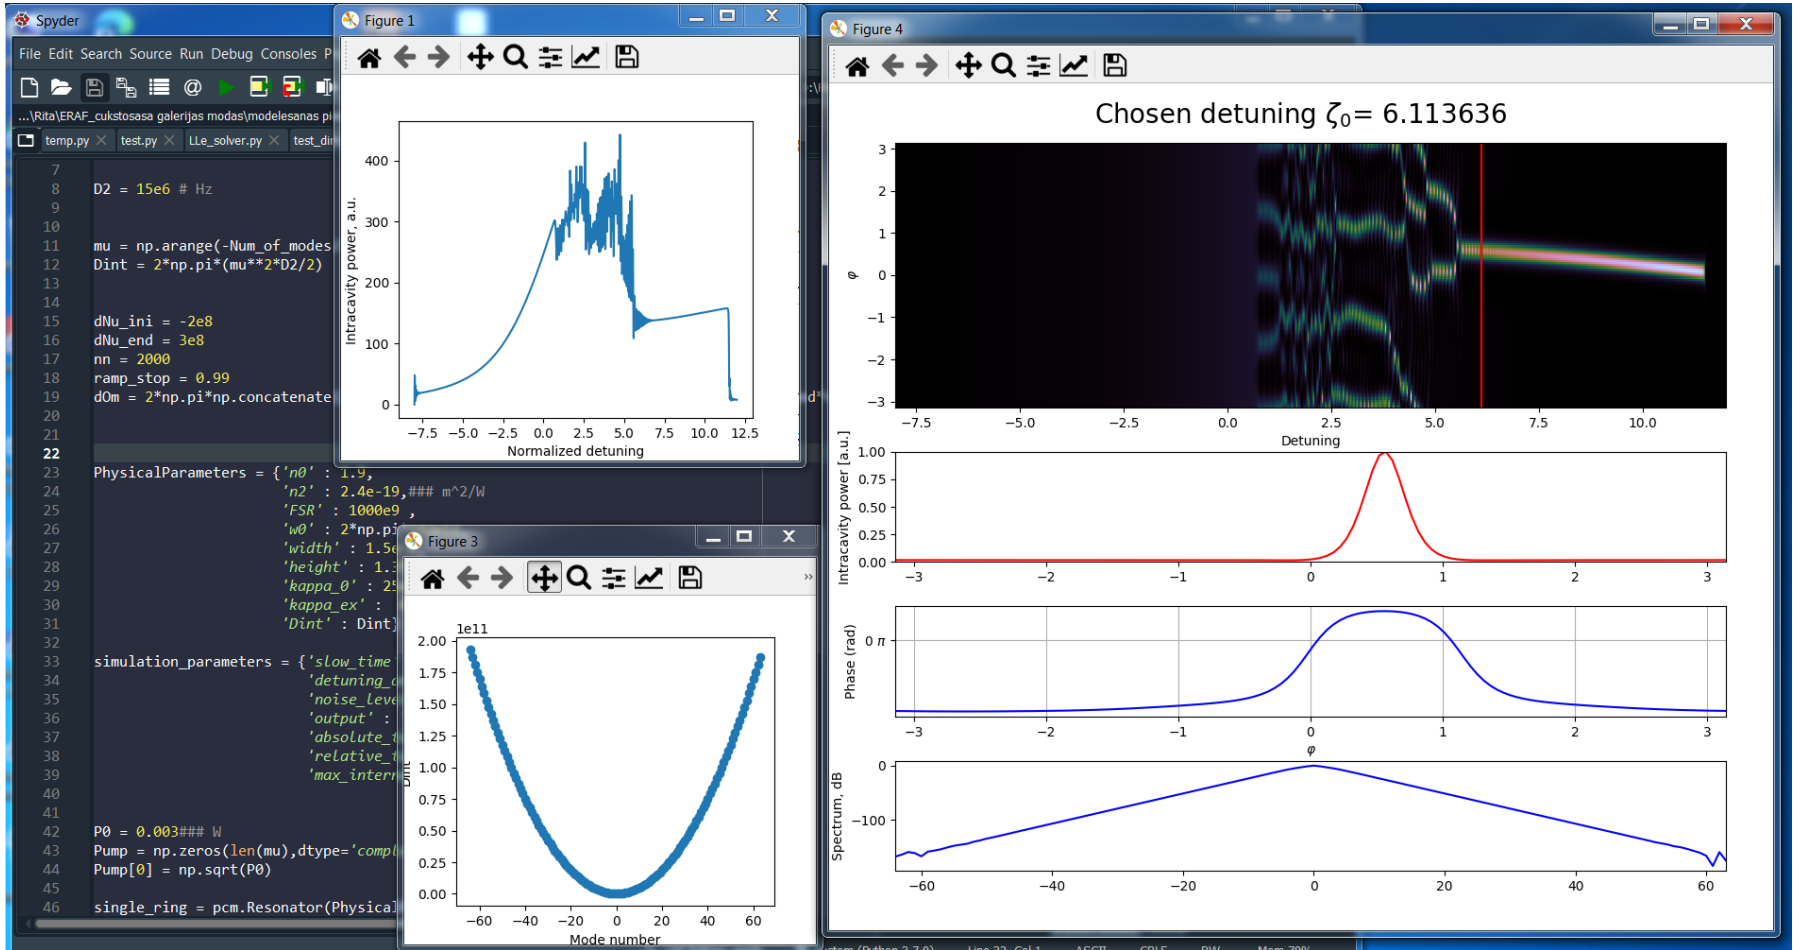 Spyder
File Edit Search Source Run Debug Consoles
...\Rita\ERAF_cukstosasa galerijas modas\modelesanas
temp.py
test.py
LLe_solver.py
7
8 D2 = 15e6 # Hz
9
10
11 mu = np.arange(-Num_of_modes
12 Dint = 2*np.pi*(mu**2*D2/2)
13
14
15 dNu_ini = -2e8
16 dNu_end = 3e8
17 nn = 2000
18 ramp_stop = 0.99
19 dOm = 2*np.pi*np.concatenate
20
21
22
23 PhysicalParameters = {'n0' : 1.9,
24 'n2' : 2.4e-19,### m^2/W
25 'FSR' : 1000e9 ,
26 'w0' : 2*np.pi
27 'width' : 1.5e
28 'height' : 1.3
29 'kappa_0' : 25
30 'kappa_ex' :
31 'Dint' : Dint}
32
33 simulation_parameters = {'slow_time'
34 'detuning_a
35 'noise_leve
36 'output' :
37 'absolute_t
38 'relative_t
39 'max_intern
40
41
42 P0 = 0.003### W
43 Pump = np.zeros(len(mu),dtype='compl
44 Pump[0] = np.sqrt(P0)
45
46 single_ring = pcm.Resonator(Physical
Figure 1
400
300
200
100
0
Intracavity power, a.u.
−7.5 −5.0 −2.5 0.0 2.5 5.0 7.5 10.0 12.5
Normalized detuning
Figure 3
1e11
2.00
1.75
1.50
1.25
1.00
0.75
0.50
0.25
0.00
Dint
−60 −40 −20 0 20 40 60
Mode number
Figure 4
Chosen detuning ζ0= 6.113636
3
2
1
0
−1
−2
−3
φ
−7.5 −5.0 −2.5 0.0 2.5 5.0 7.5 10.0
Detuning
Intracavity power [a.u.]
1.00
0.75
0.50
0.25
0.00
−3 −2 −1 0 1 2 3
Phase (rad)
0 π
−3 −2 −1 0 1 2 3
φ
Spectrum, dB
0
−100
−60 −40 −20 0 20 40 60